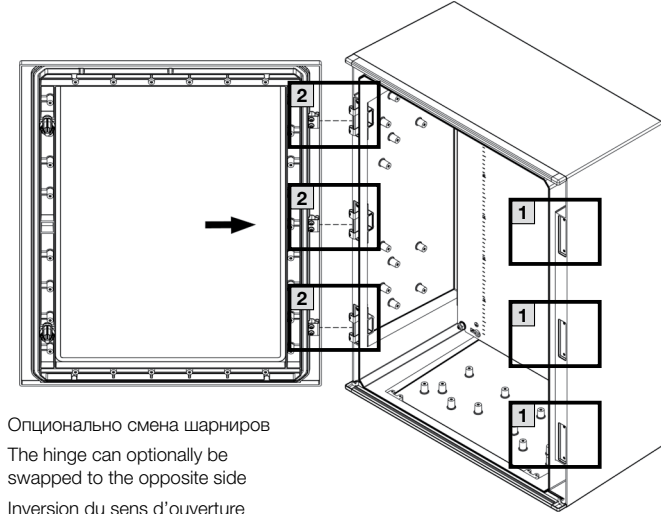 2
2
2
1
1
1
Опционально смена шарниров
The hinge can optionally be
swapped to the opposite side
Inversion du sens d’ouverture